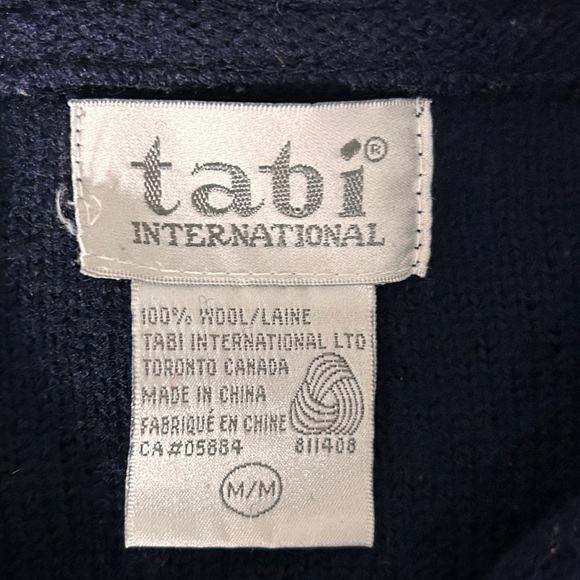 tabi®
INTERNATIONAL
100% WOOL/LAINE
TABI INTERNATIONAL LTD
TORONTO CANADA
MADE IN CHINA
FABRIQUÉ EN CHINE
CA#05884 811408
M/M